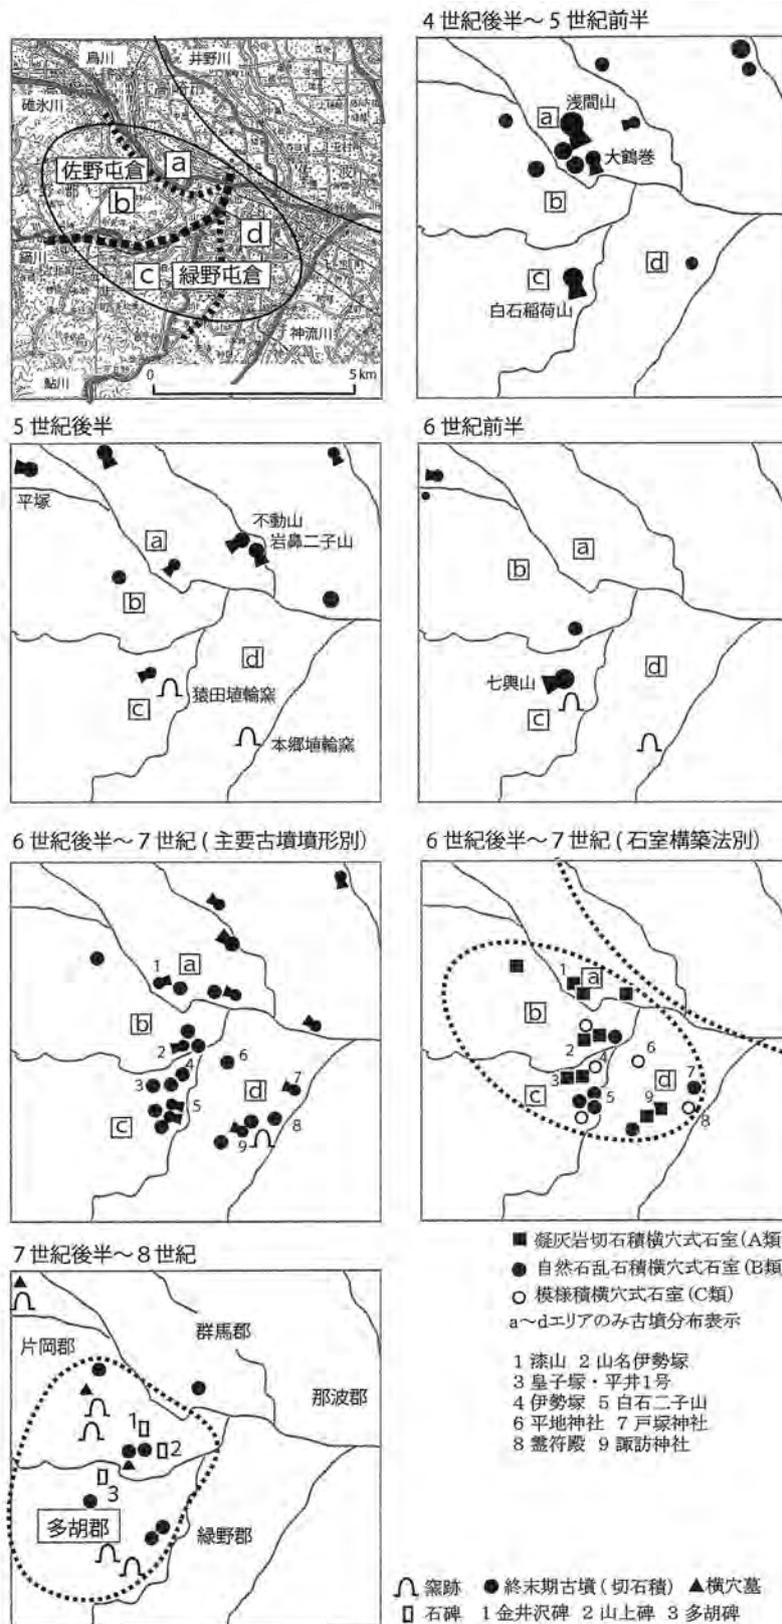 4世紀後半～5世紀前半
烏川
井野川
碓氷川
佐野屯倉
a
b
d
c
緑野屯倉
鏑川
神流川
鮎川
0
5km
a
浅間山
大鶴巻
b
c
d
白石稲荷山
5世紀後半
平塚
不動山
岩鼻二子山
a
b
d
c
猿田埴輪窯
本郷埴輪窯
6世紀前半
a
b
d
七興山
c
6世紀後半～7世紀(主要古墳墳形別)
1
a
b
2
6
4
3
d
7
5
c
8
9
6世紀後半～7世紀(石室構築法別)
1
a
b
2
4
6
3
d
7
c
5
9
8
■ 凝灰岩切石積横穴式石室(A類)
● 自然石乱石積横穴式石室(B類)
○ 模様積横穴式石室(C類)
a～dエリアのみ古墳分布表示
1 漆山 2 山名伊勢塚
3 皇子塚・平井1号
4 伊勢塚 5 白石二子山
6 平地神社 7 戸塚神社
8 霊符殿 9 諏訪神社
7世紀後半～8世紀
片岡郡
群馬郡
那波郡
1
2
3
多胡郡
緑野郡
窯跡 ●終末期古墳(切石積) ▲横穴墓
石碑 1金井沢碑 2山上碑 3多胡碑